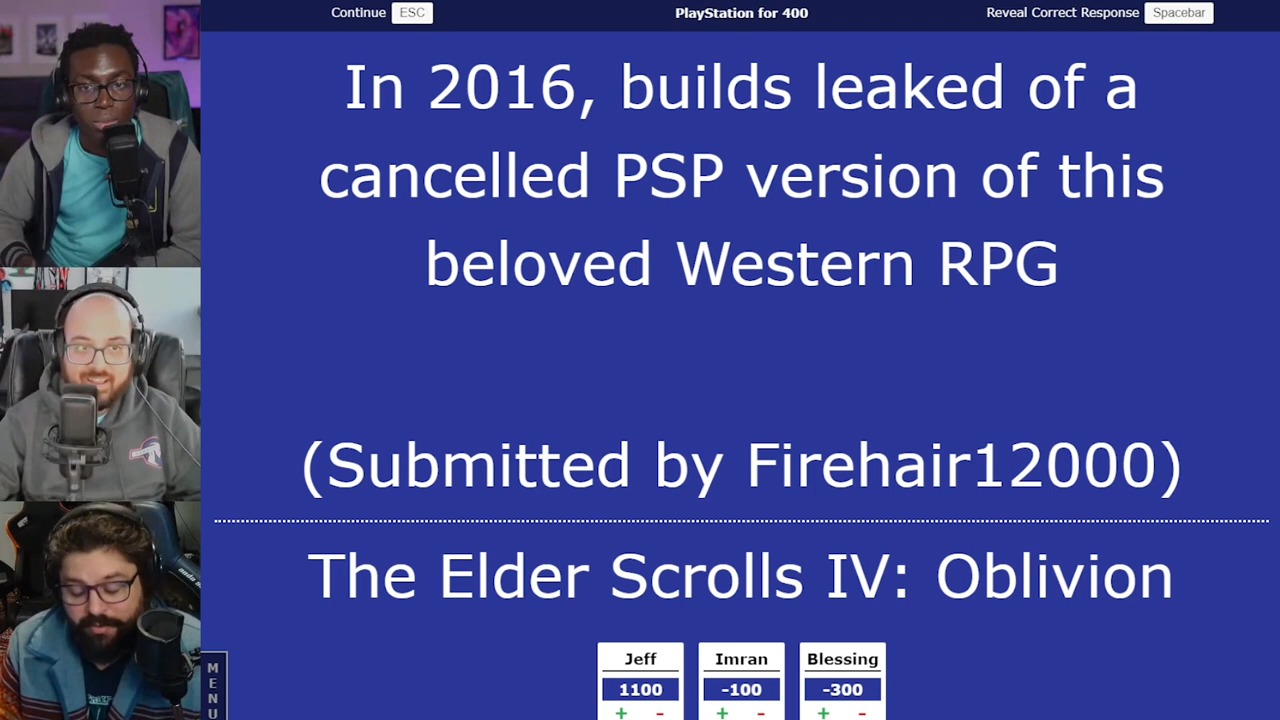 Continue ESC PlayStation for 400 Reveal Correct Response Spacebar
In 2016, builds leaked of a
cancelled PSP version of this
beloved Western RPG
(Submitted by Firehair12000)
The Elder Scrolls IV: Oblivion
MENU
Jeff Imran Blessing
1100 -100 -300
+ - + - + -